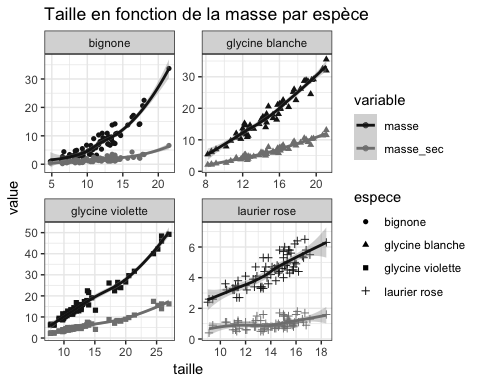 Taille en fonction de la masse par espèce
bignone
glycine blanche
30
20
10
0
5 10 15 20
30
20
10
0
8 12 16 20
glycine violette
laurier rose
50
40
30
20
10
0
10 15 20 25
6
4
2
0
10 12 14 16 18
value
taille
variable
masse
masse_sec
espece
bignone
glycine blanche
glycine violette
laurier rose